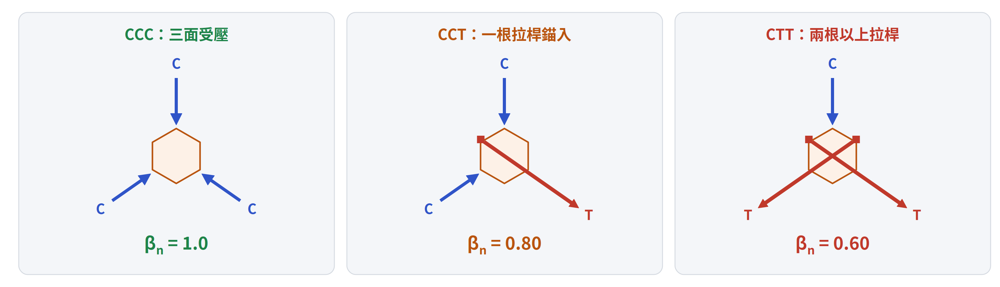 CCC：三面受壓
C
C
C
βn = 1.0
CCT：一根拉桿錨入
C
C
T
βn = 0.80
CTT：兩根以上拉桿
C
T
T
βn = 0.60